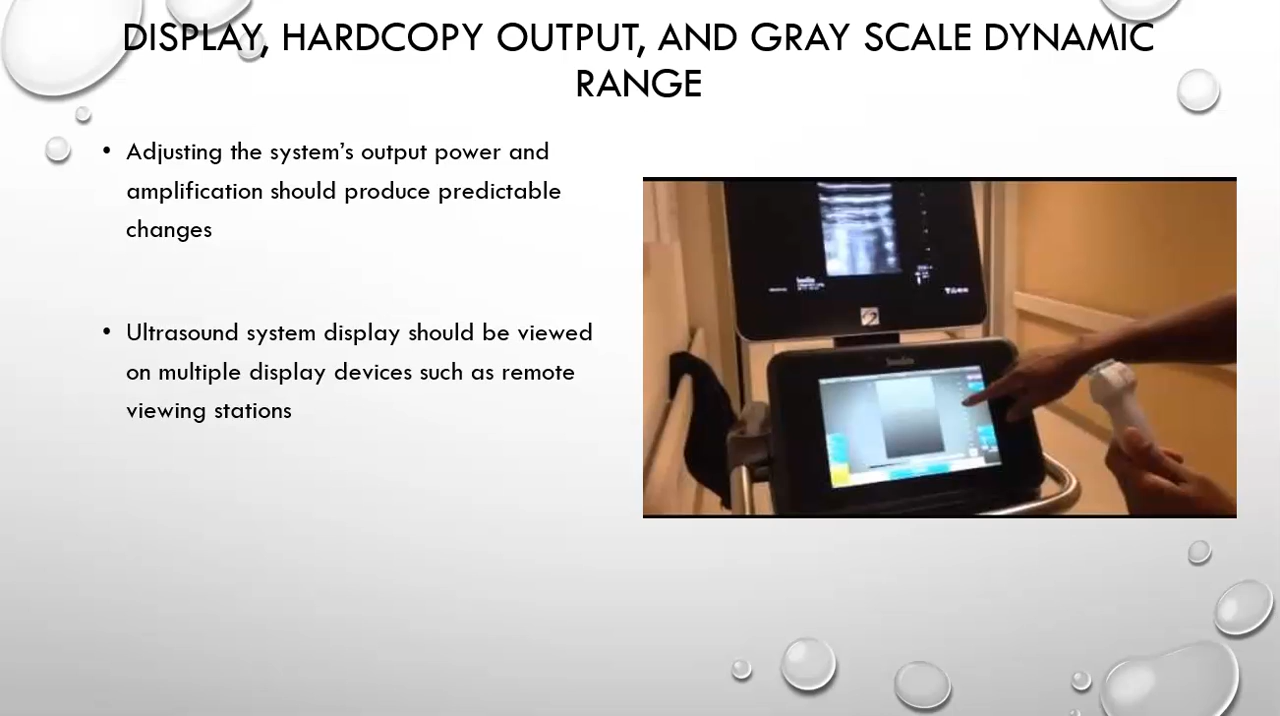 DISPLAY, HARDCOPY OUTPUT, AND GRAY SCALE DYNAMIC
RANGE
• Adjusting the system’s output power and
amplification should produce predictable
changes
• Ultrasound system display should be viewed
on multiple display devices such as remote
viewing stations